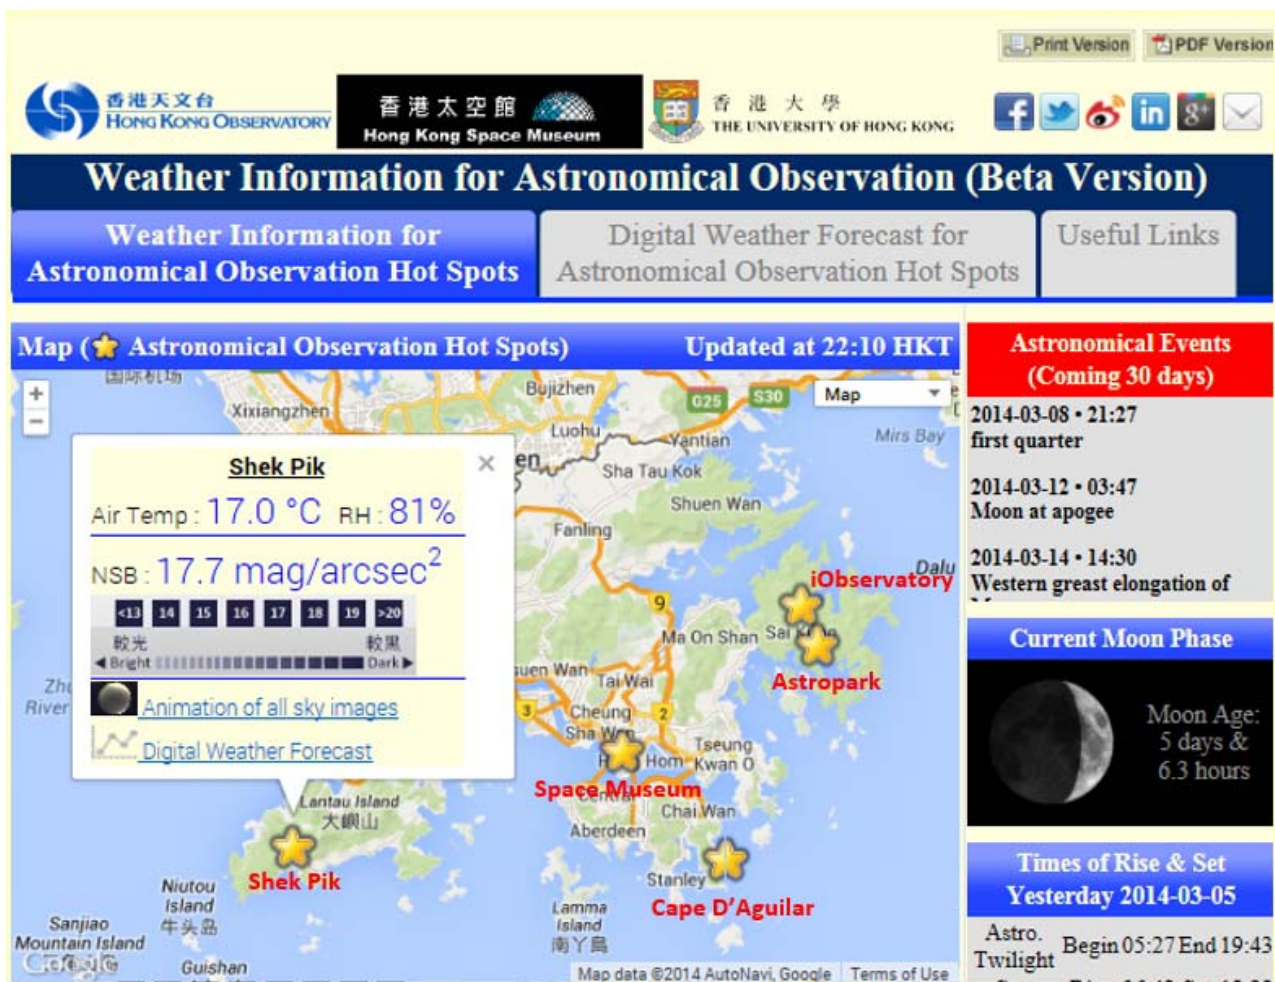 Print Version
PDF Version
香港天文台
HONG KONG OBSERVATORY
香港太空館
Hong Kong Space Museum
香港大學
THE UNIVERSITY OF HONG KONG
Weather Information for Astronomical Observation (Beta Version)
Weather Information for
Astronomical Observation Hot Spots
Digital Weather Forecast for
Astronomical Observation Hot Spots
Useful Links
Map ( Astronomical Observation Hot Spots)
Updated at 22:10 HKT
Xixiangzhen
Bujizhen
G25
S30
Map
Luohu
Yantian
Mirs Bay
Sha Tau Kok
Shuen Wan
Fanling
Shek Pik
Air Temp : 17.0 °C RH : 81%
NSB : 17.7 mag/arcsec2
<13 14 15 16 17 18 19 >20
較光 較黑
Bright Dark
Animation of all sky images
Digital Weather Forecast
Dalu
iObservatory
9
Ma On Shan
Astropark
Tai Wai
3
Cheung
Sha Wan
2
Tseung
Kwan O
Hom
Space Museum
Central
Chai Wan
Aberdeen
Lantau Island
大嶼山
Shek Pik
Stanley
Cape D'Aguilar
Niutou
Island
牛头岛
Lamma
Island
南丫島
Sanjiao
Mountain Island
Guishan
Map data ©2014 AutoNavi, Google
Terms of Use
Astronomical Events
(Coming 30 days)
2014-03-08 • 21:27
first quarter
2014-03-12 • 03:47
Moon at apogee
2014-03-14 • 14:30
Western greast elongation of
Current Moon Phase
Moon Age:
5 days &
6.3 hours
Times of Rise & Set
Yesterday 2014-03-05
Astro.
Twilight
Begin 05:27 End 19:43